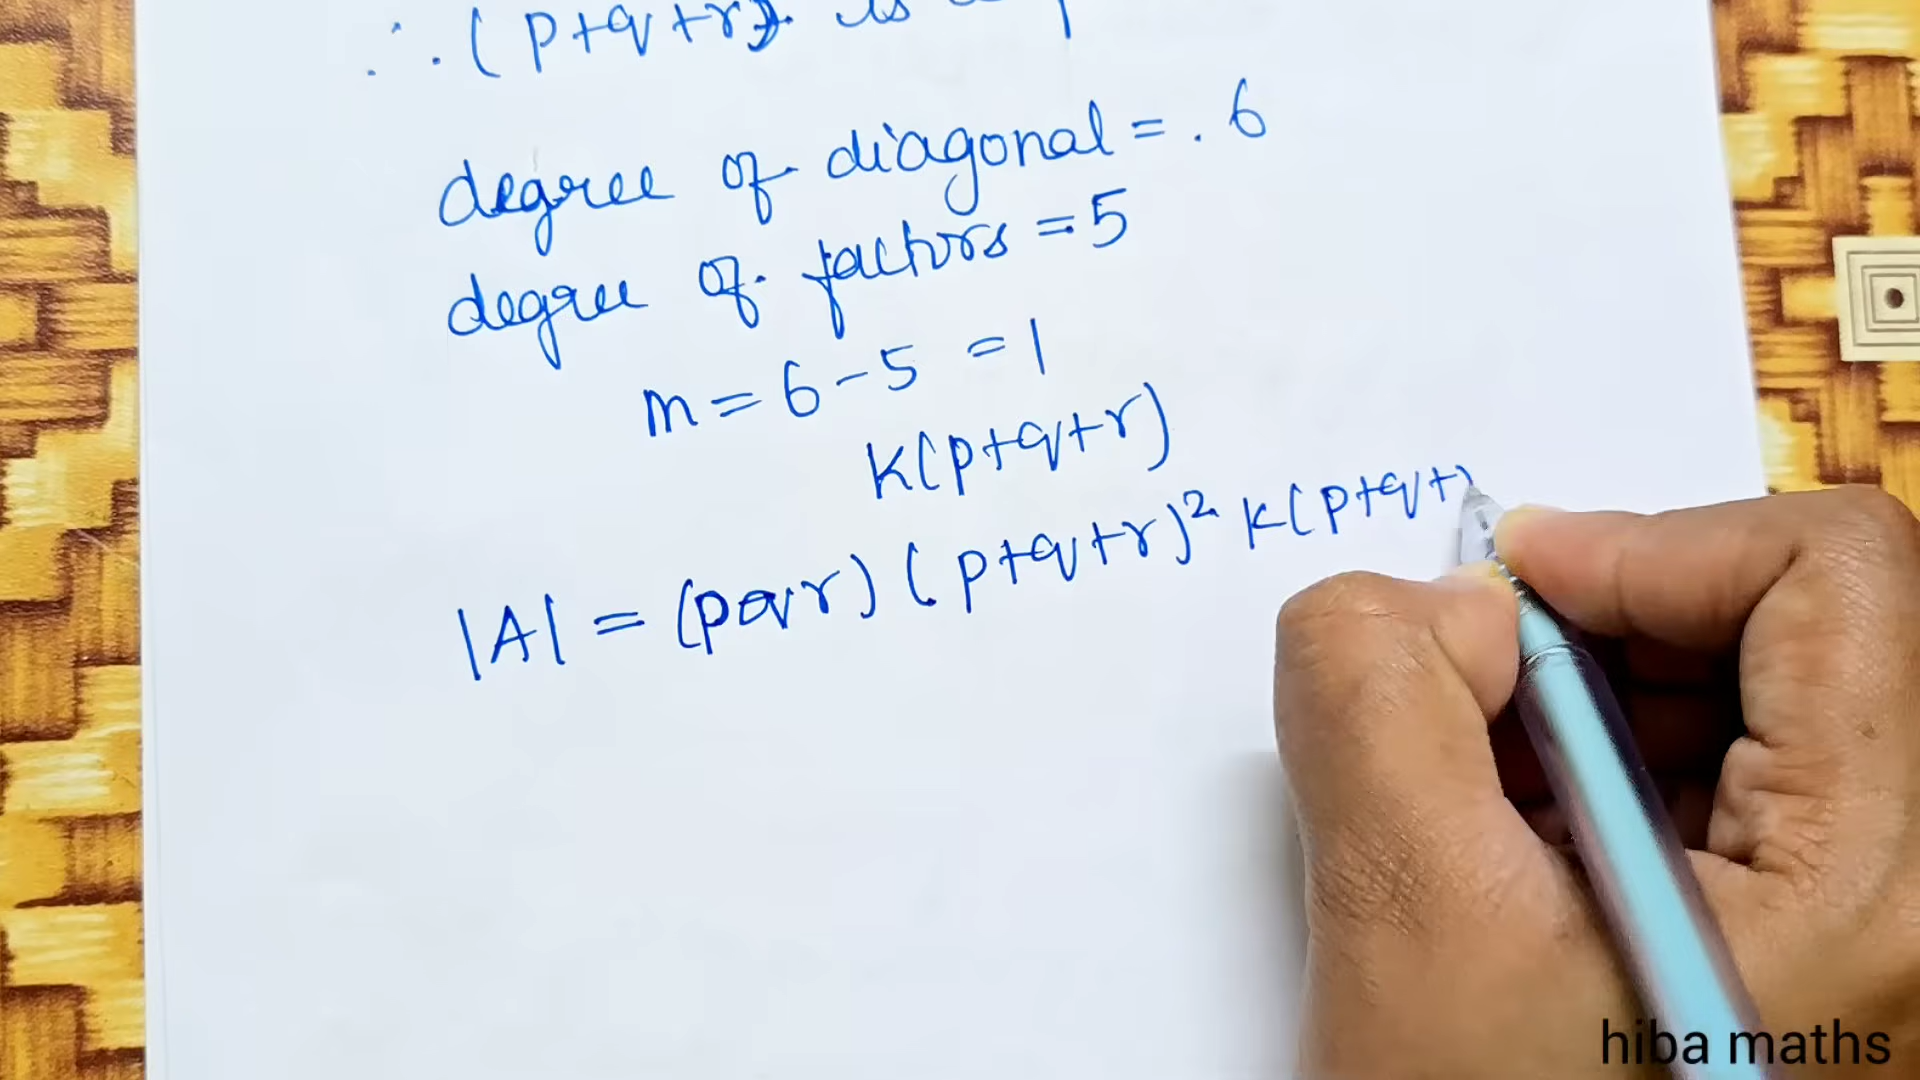 ∴ (p+q+r) is a
degree of diagonal = . 6
degree of factors = 5
m = 6 - 5 = 1
k(p+q+r)
|A| = (pqr) (p+q+r)² k(p+q+
hiba maths